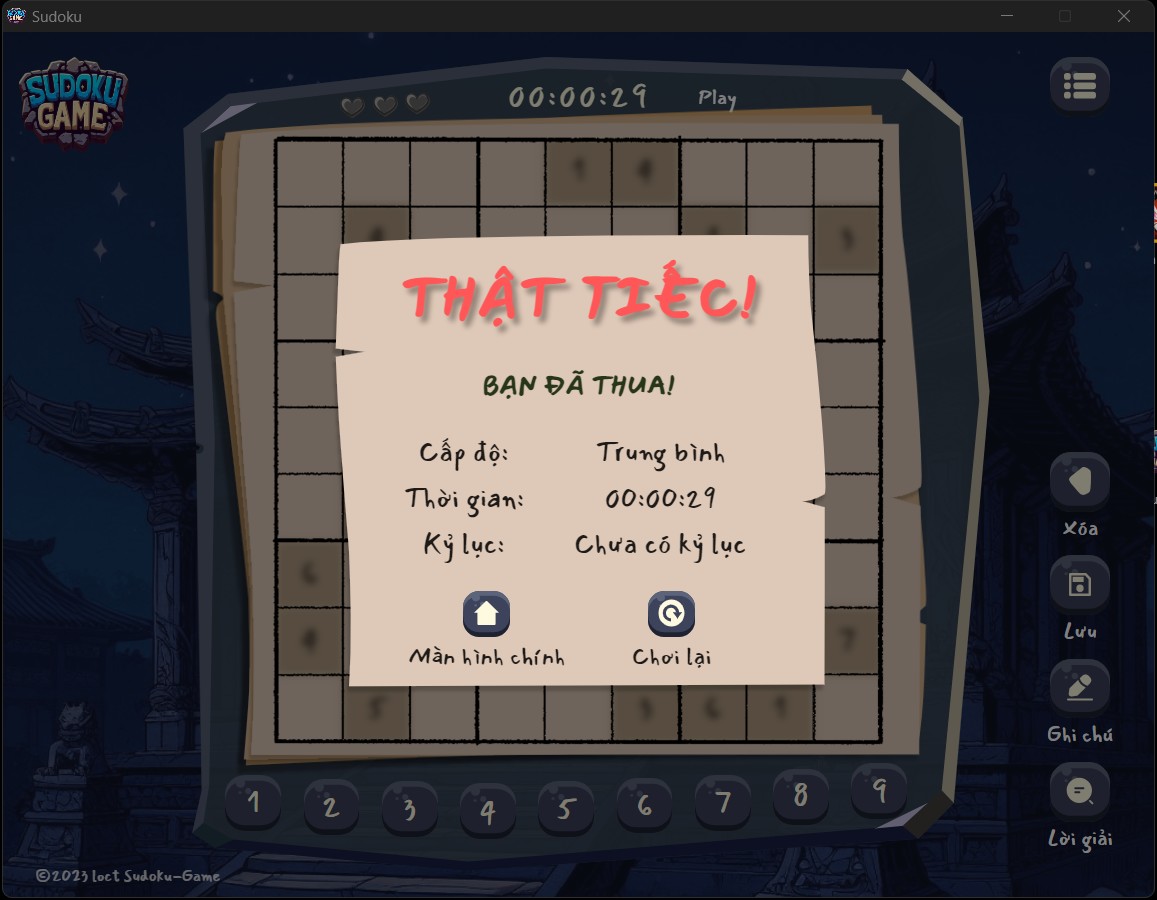 Sudoku
SUDOKU
GAME
00:00:29
Play
THẬT TIẾC!
BẠN ĐÃ THUA!
Cấp độ: Trung bình
Thời gian: 00:00:29
Kỷ lục: Chưa có kỷ lục
Màn hình chính
Chơi lại
Xóa
Lưu
Ghi chú
Lời giải
1 2 3 4 5 6 7 8 9
©2023 loct Sudoku-Game